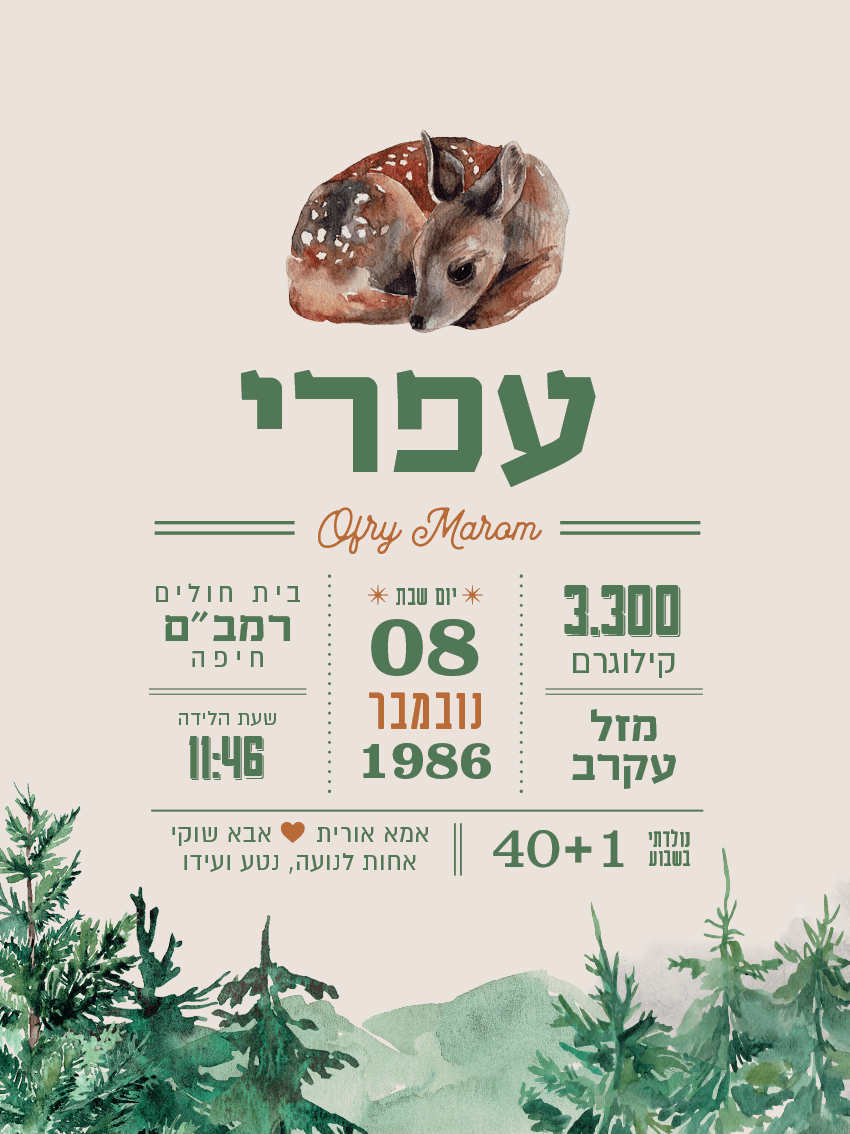 עפרי
Ofry Marom
3.300
קילוגרם
מזל
עקרב
יום שבת
08
נובמבר
1986
בית חולים
רמב"ם
חיפה
שעת הלידה
11:46
נולדתי
בשבוע
40+1
אמא אורית ♥ אבא שוקי
אחות לנועה, נטע ועידו